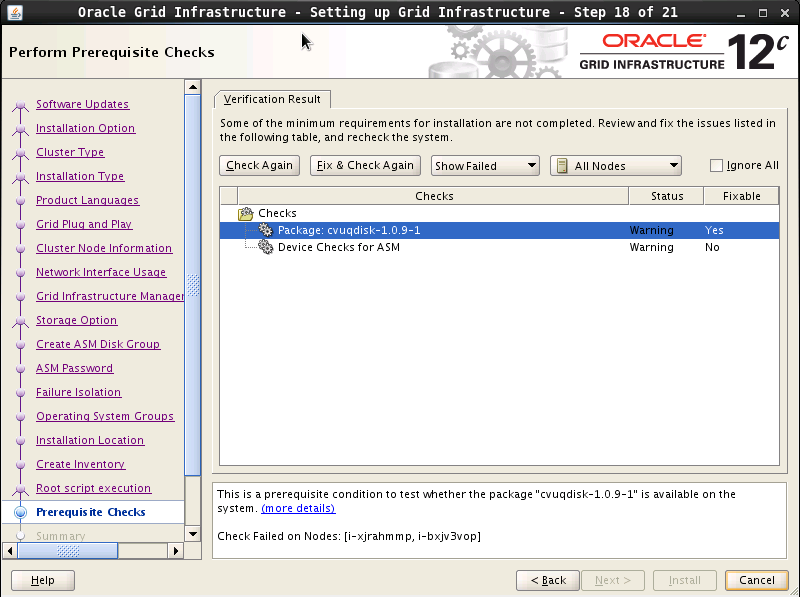 Oracle Grid Infrastructure - Setting up Grid Infrastructure - Step 18 of 21
Perform Prerequisite Checks
ORACLE
GRID INFRASTRUCTURE 12c
Software Updates
Installation Option
Cluster Type
Installation Type
Product Languages
Grid Plug and Play
Cluster Node Information
Network Interface Usage
Grid Infrastructure Manager
Storage Option
Create ASM Disk Group
ASM Password
Failure Isolation
Operating System Groups
Installation Location
Create Inventory
Root script execution
Prerequisite Checks
Summary
Verification Result
Some of the minimum requirements for installation are not completed. Review and fix the issues listed in
the following table, and recheck the system.
Check Again Fix & Check Again Show Failed All Nodes Ignore All
Checks Status Fixable
Checks
Package: cvuqdisk-1.0.9-1 Warning Yes
Device Checks for ASM Warning No
This is a prerequisite condition to test whether the package "cvuqdisk-1.0.9-1" is available on the
system. (more details)
Check Failed on Nodes: [i-xjrahmmp, i-bxjv3vop]
Help < Back Next > Install Cancel